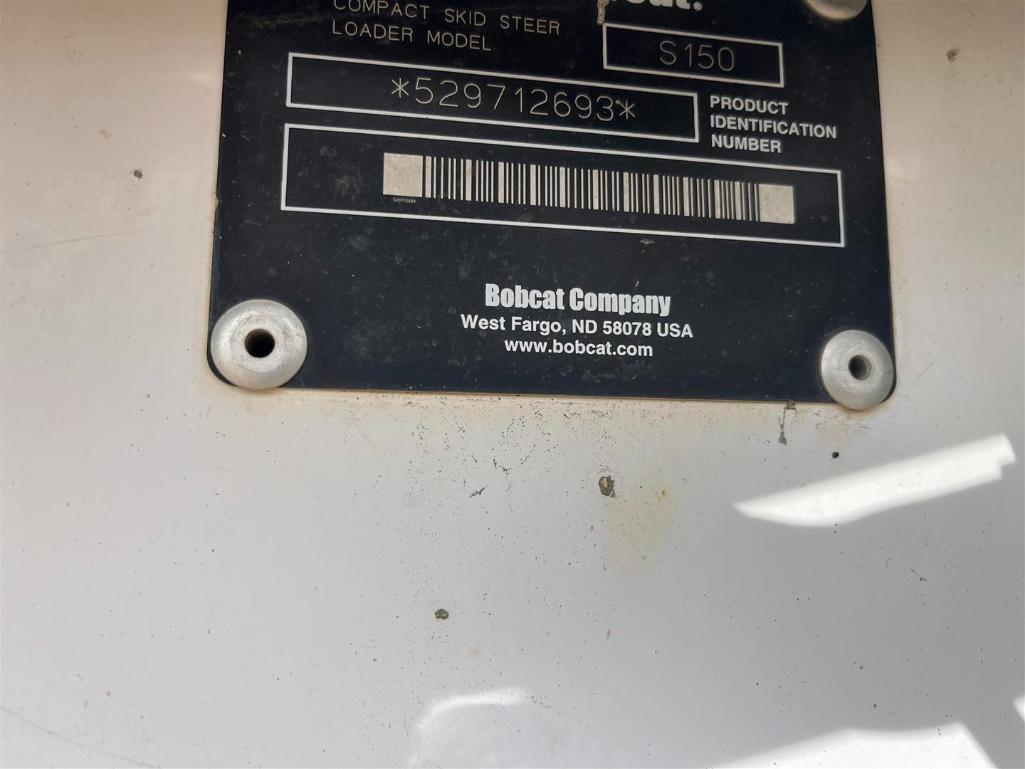 COMPACT SKID STEER
LOADER MODEL
S150
*529712693*
PRODUCT
IDENTIFICATION
NUMBER
Bobcat Company
West Fargo, ND 58078 USA
www.bobcat.com